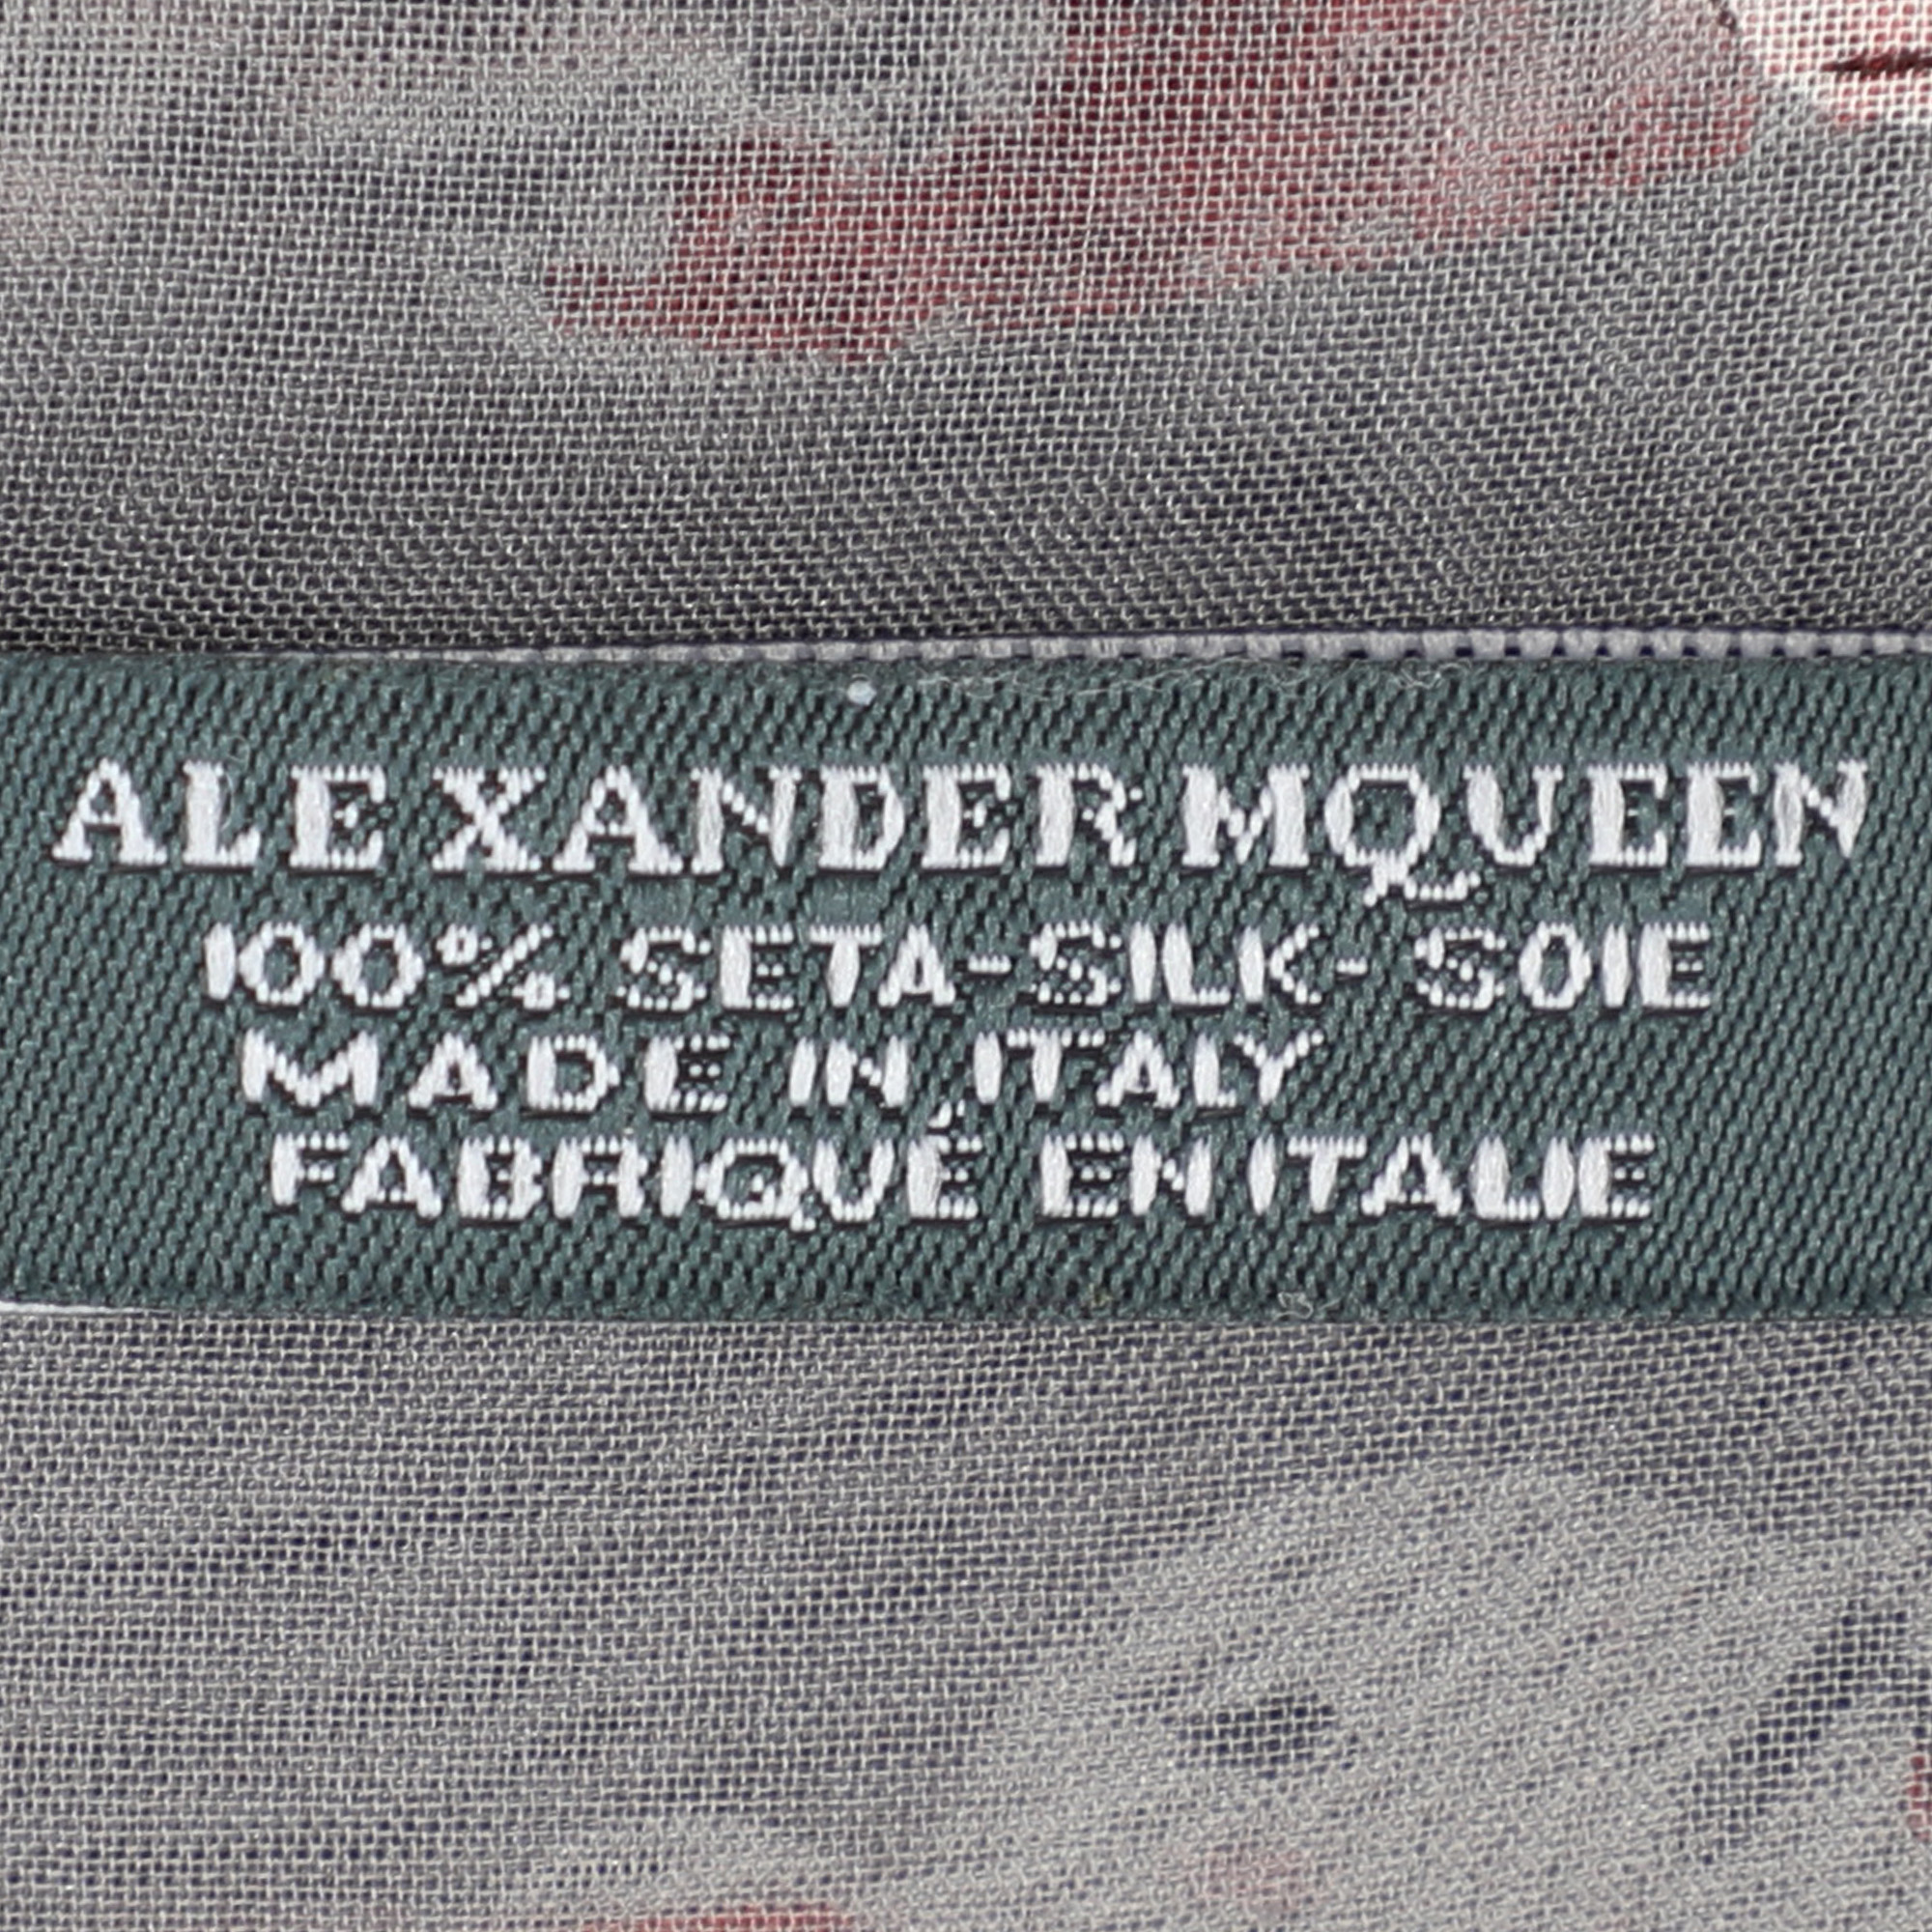 ALEXANDER MQUEEN
100% SETA-SILK-SOIE
MADE IN ITALY
FABRIQUÉ EN ITALIE